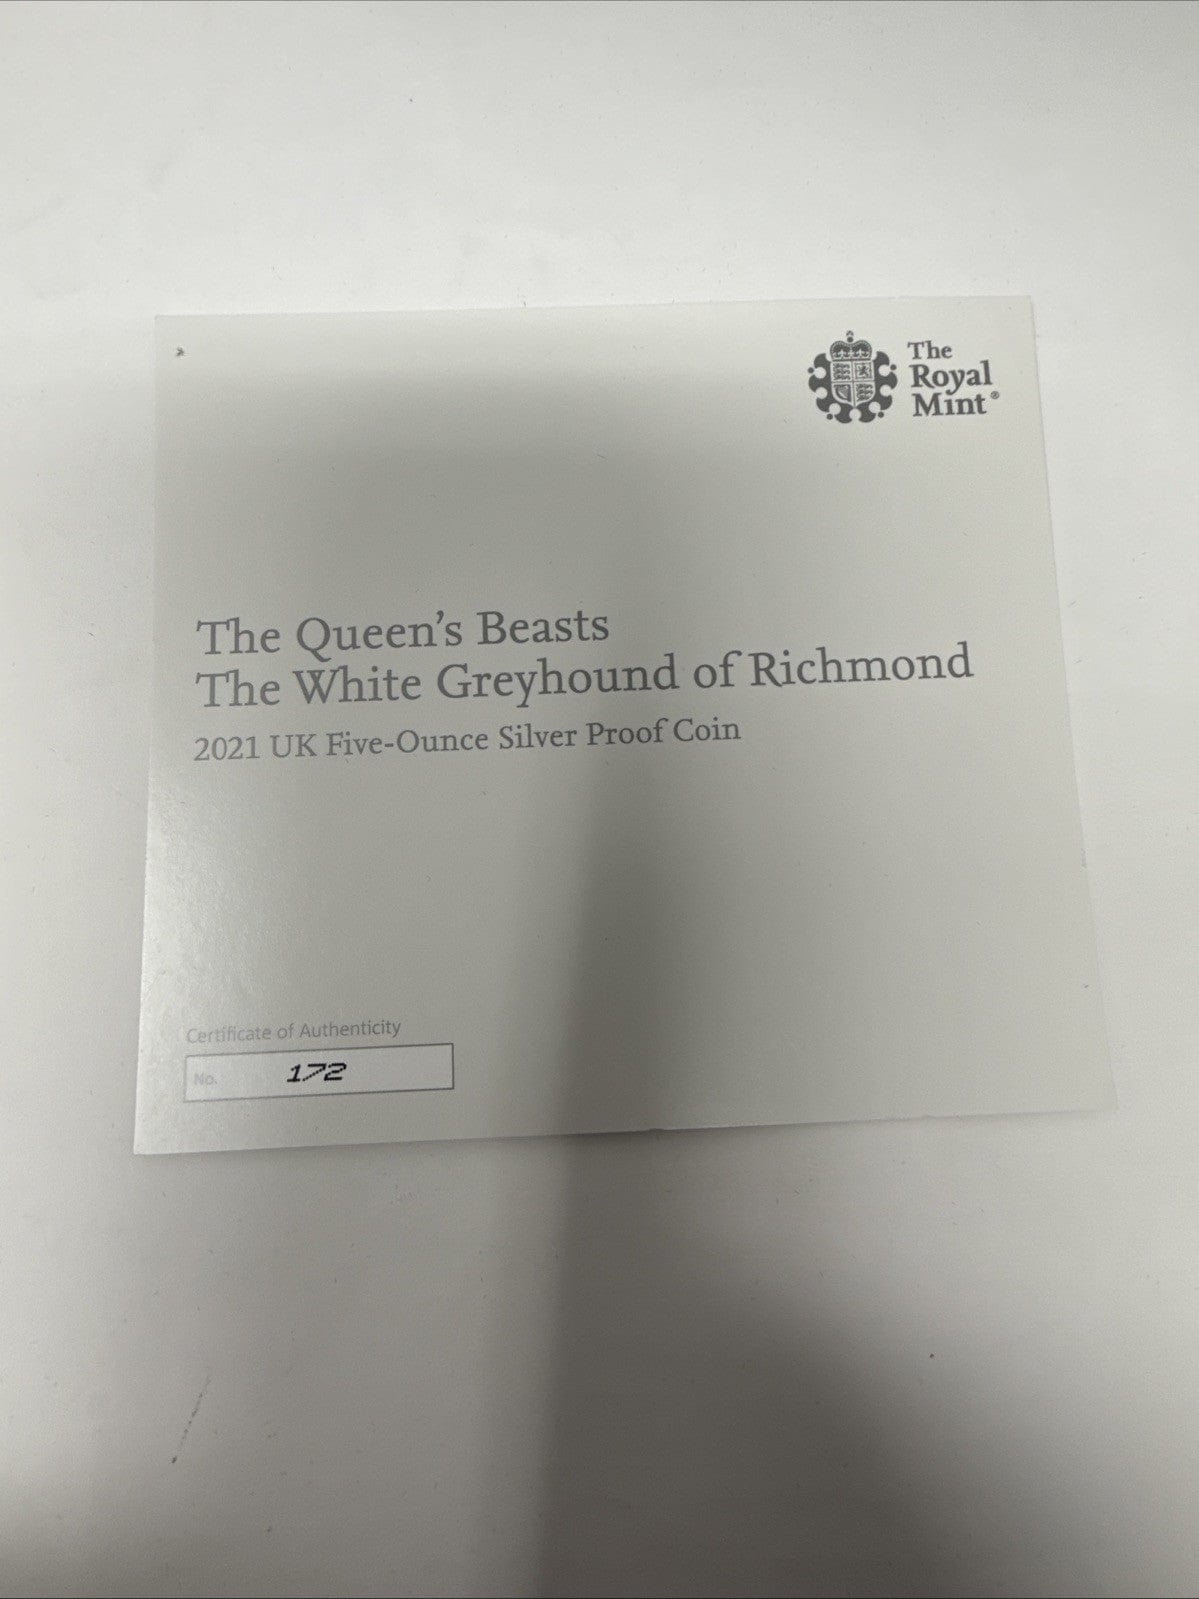 The
Royal
Mint®
The Queen's Beasts
The White Greyhound of Richmond
2021 UK Five-Ounce Silver Proof Coin
Certificate of Authenticity
No. 172